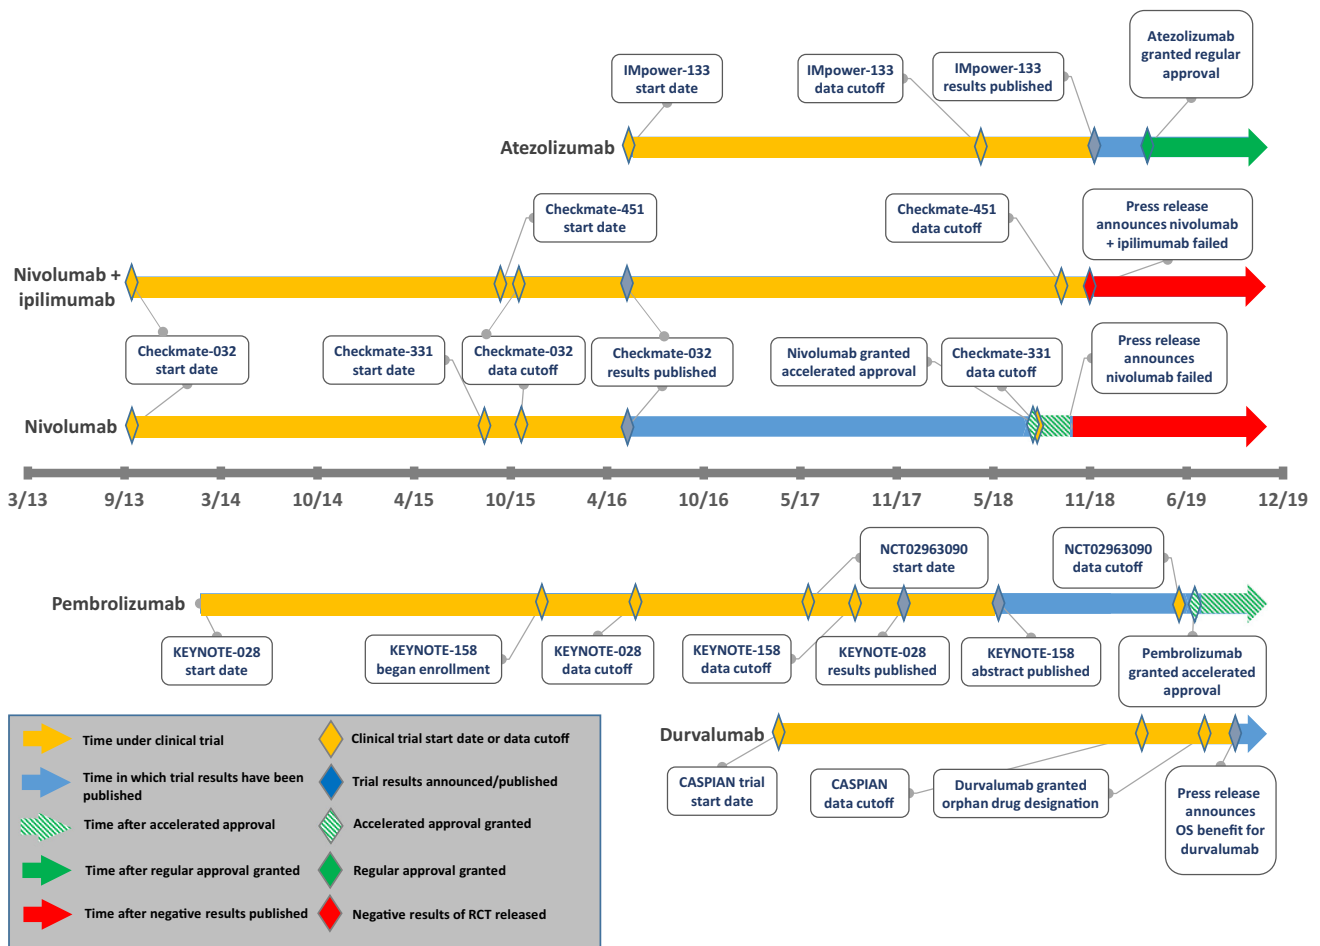 Atezolizumab
granted regular
approval
IMpower-133
start date
IMpower-133
data cutoff
IMpower-133
results published
Atezolizumab
Checkmate-451
start date
Checkmate-451
data cutoff
Press release
announces nivolumab
+ ipilimumab failed
Nivolumab +
ipilimumab
Checkmate-032
start date
Checkmate-331
start date
Checkmate-032
data cutoff
Checkmate-032
results published
Nivolumab granted
accelerated approval
Checkmate-331
data cutoff
Press release
announces
nivolumab failed
Nivolumab
3/13
9/13
3/14
10/14
4/15
10/15
4/16
10/16
5/17
11/17
5/18
11/18
6/19
12/19
NCT02963090
start date
NCT02963090
data cutoff
Pembrolizumab
KEYNOTE-028
start date
KEYNOTE-158
began enrollment
KEYNOTE-028
data cutoff
KEYNOTE-158
data cutoff
KEYNOTE-028
results published
KEYNOTE-158
abstract published
Pembrolizumab
granted accelerated
approval
Durvalumab
CASPIAN trial
start date
CASPIAN
data cutoff
Durvalumab granted
orphan drug designation
Press release
announces
OS benefit for
durvalumab
Time under clinical trial
Time in which trial results have been
published
Time after accelerated approval
Time after regular approval granted
Time after negative results published
Clinical trial start date or data cutoff
Trial results announced/published
Accelerated approval granted
Regular approval granted
Negative results of RCT released